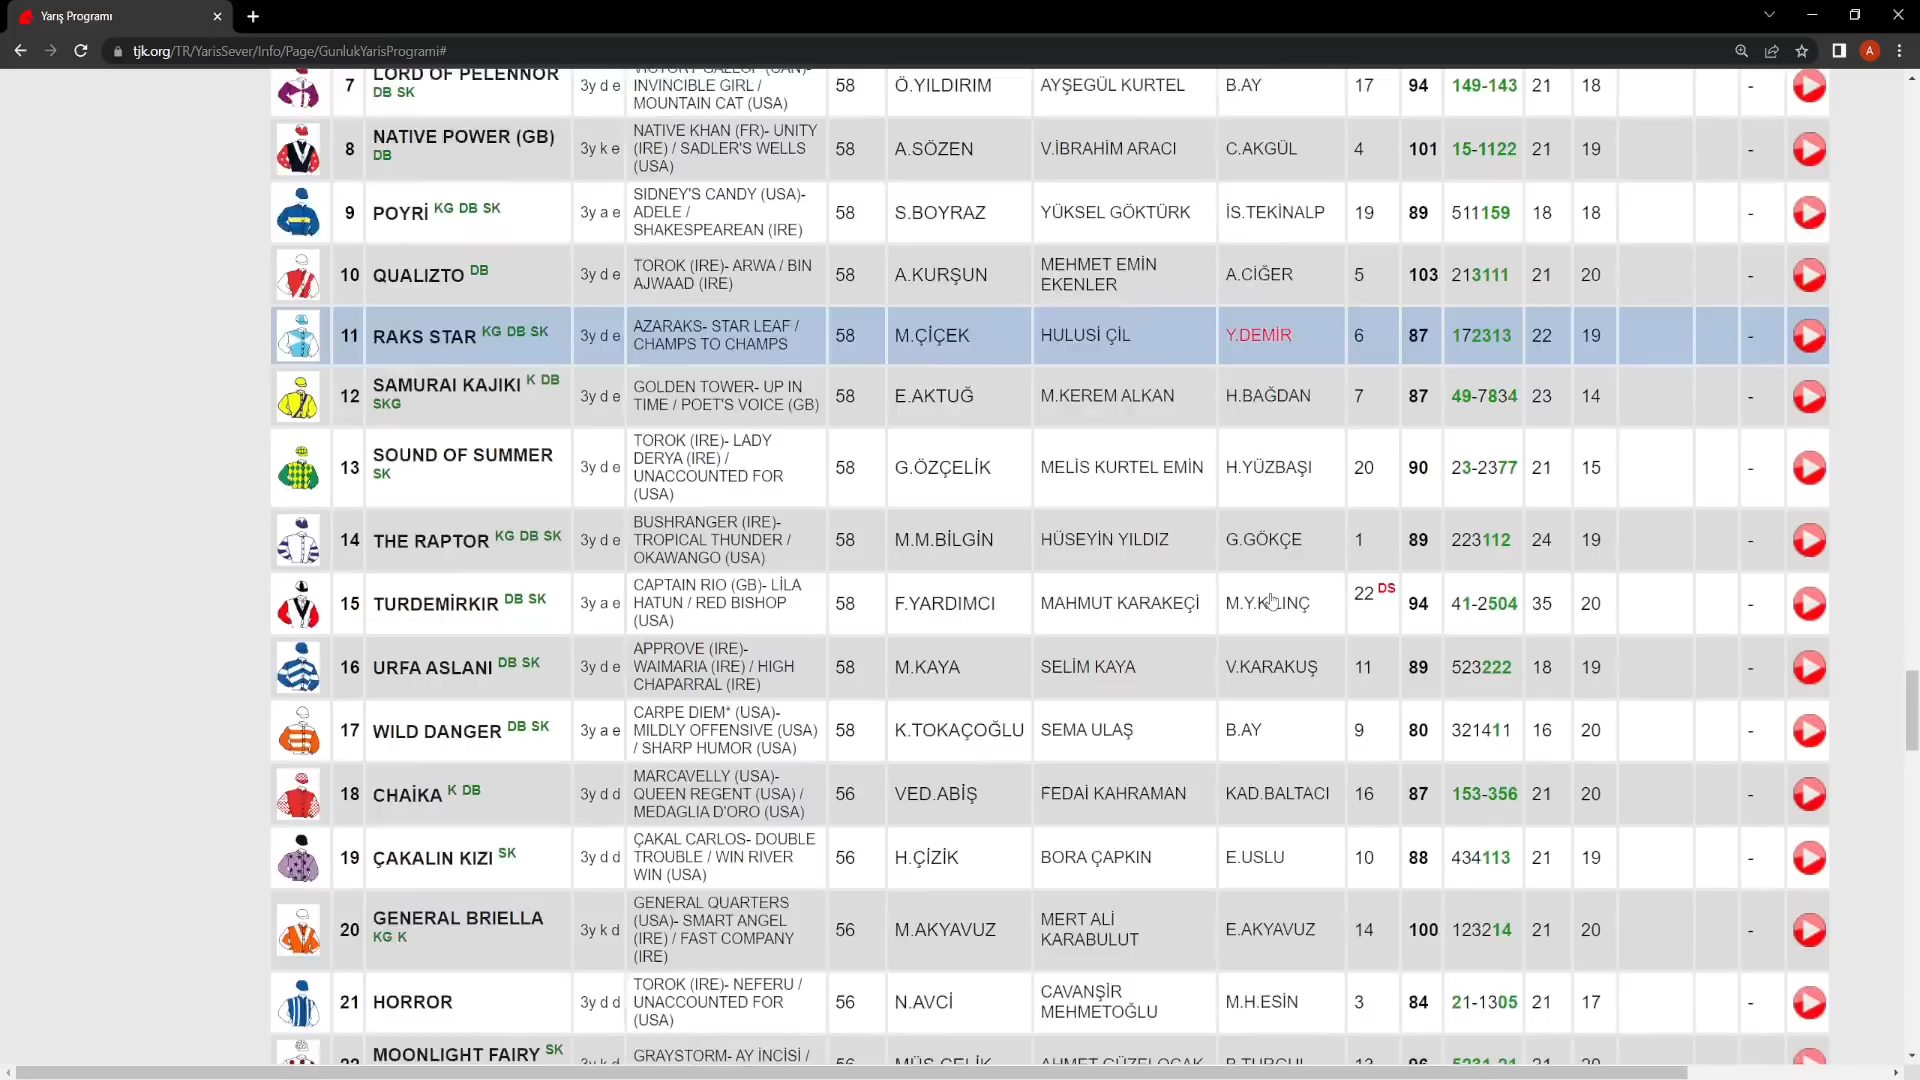 Yarış Programı
tjk.org/TR/YarisSever/Info/Page/GunlukYarisProgrami#
A
7 LORD OF PELENNOR DB SK 3y d e VICTORY GALLOP (CAN)- INVINCIBLE GIRL / MOUNTAIN CAT (USA) 58 Ö.YILDIRIM AYŞEGÜL KURTEL B.AY 17 94 149-143 21 18 -
8 NATIVE POWER (GB) DB 3y k e NATIVE KHAN (FR)- UNITY (IRE) / SADLER'S WELLS (USA) 58 A.SÖZEN V.İBRAHİM ARACI C.AKGÜL 4 101 15-1122 21 19 -
9 POYRİ KG DB SK 3y a e SIDNEY'S CANDY (USA)- ADELE / SHAKESPEAREAN (IRE) 58 S.BOYRAZ YÜKSEL GÖKTÜRK İS.TEKİNALP 19 89 511159 18 18 -
10 QUALIZTO DB 3y d e TOROK (IRE)- ARWA / BIN AJWAAD (IRE) 58 A.KURŞUN MEHMET EMİN EKENLER A.CİĞER 5 103 213111 21 20 -
11 RAKS STAR KG DB SK 3y d e AZARAKS- STAR LEAF / CHAMPS TO CHAMPS 58 M.ÇİÇEK HULUSİ ÇİL Y.DEMİR 6 87 172313 22 19 -
12 SAMURAI KAJIKI K DB SKG 3y d e GOLDEN TOWER- UP IN TIME / POET'S VOICE (GB) 58 E.AKTUĞ M.KEREM ALKAN H.BAĞDAN 7 87 49-7834 23 14 -
13 SOUND OF SUMMER SK 3y d e TOROK (IRE)- LADY DERYA (IRE) / UNACCOUNTED FOR (USA) 58 G.ÖZÇELİK MELİS KURTEL EMİN H.YÜZBAŞI 20 90 23-2377 21 15 -
14 THE RAPTOR KG DB SK 3y d e BUSHRANGER (IRE)- TROPICAL THUNDER / OKAWANGO (USA) 58 M.M.BİLGİN HÜSEYİN YILDIZ G.GÖKÇE 1 89 223112 24 19 -
15 TURDEMİRKIR DB SK 3y a e CAPTAIN RIO (GB)- LİLA HATUN / RED BISHOP (USA) 58 F.YARDIMCI MAHMUT KARAKEÇİ M.Y.KILINÇ 22 DS 94 41-2504 35 20 -
16 URFA ASLANI DB SK 3y d e APPROVE (IRE)- WAIMARIA (IRE) / HIGH CHAPARRAL (IRE) 58 M.KAYA SELİM KAYA V.KARAKUŞ 11 89 523222 18 19 -
17 WILD DANGER DB SK 3y a e CARPE DIEM* (USA)- MILDLY OFFENSIVE (USA) / SHARP HUMOR (USA) 58 K.TOKAÇOĞLU SEMA ULAŞ B.AY 9 80 321411 16 20 -
18 CHAİKA K DB 3y d d MARCAVELLY (USA)- QUEEN REGENT (USA) / MEDAGLIA D'ORO (USA) 56 VED.ABİŞ FEDAİ KAHRAMAN KAD.BALTACI 16 87 153-356 21 20 -
19 ÇAKALIN KIZI SK 3y d d ÇAKAL CARLOS- DOUBLE TROUBLE / WIN RIVER WIN (USA) 56 H.ÇİZİK BORA ÇAPKIN E.USLU 10 88 434113 21 19 -
20 GENERAL BRIELLA KG K 3y k d GENERAL QUARTERS (USA)- SMART ANGEL (IRE) / FAST COMPANY (IRE) 56 M.AKYAVUZ MERT ALİ KARABULUT E.AKYAVUZ 14 100 123214 21 20 -
21 HORROR 3y d d TOROK (IRE)- NEFERU / UNACCOUNTED FOR (USA) 56 N.AVCİ CAVANŞİR MEHMETOĞLU M.H.ESİN 3 84 21-1305 21 17 -
MOONLIGHT FAIRY SK GRAYSTORM- AY İNCİSİ /